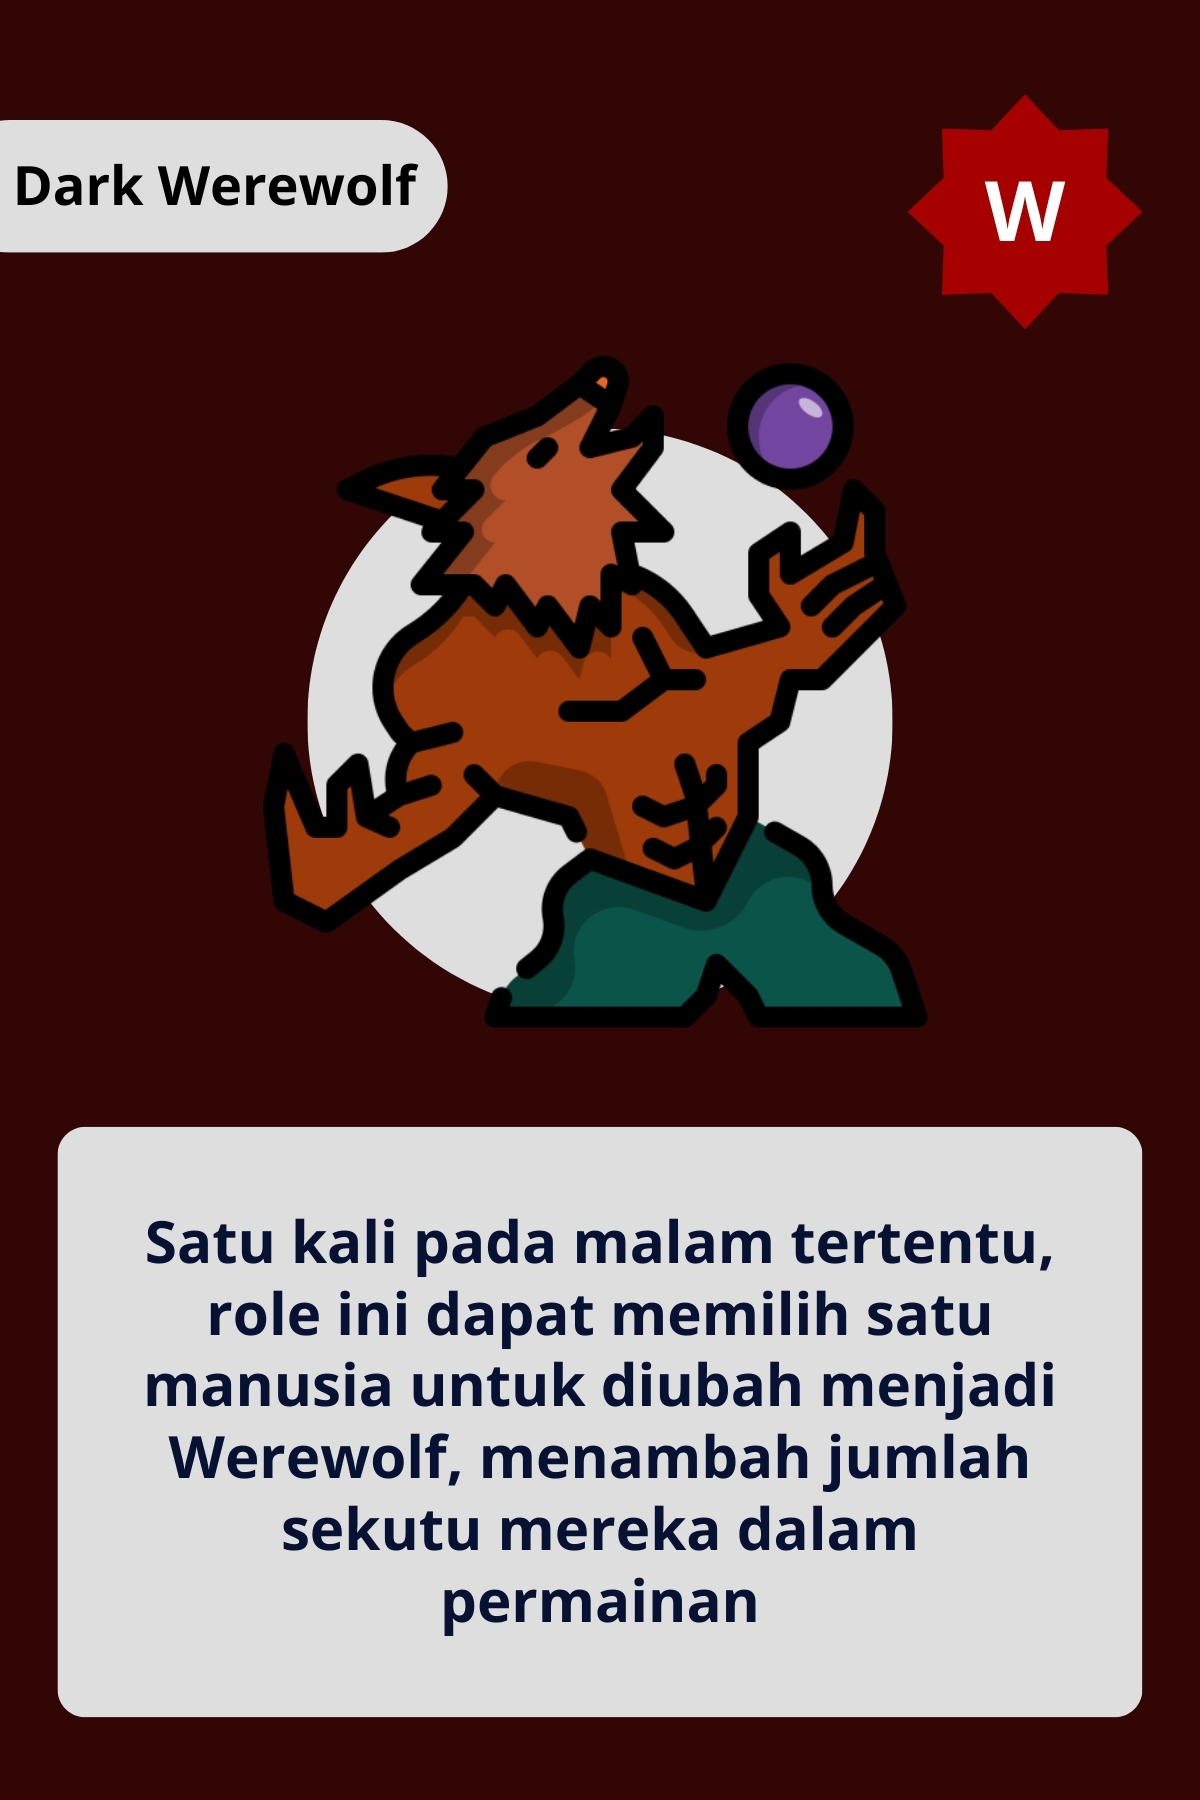 Dark Werewolf
W
Satu kali pada malam tertentu,
role ini dapat memilih satu
manusia untuk diubah menjadi
Werewolf, menambah jumlah
sekutu mereka dalam
permainan